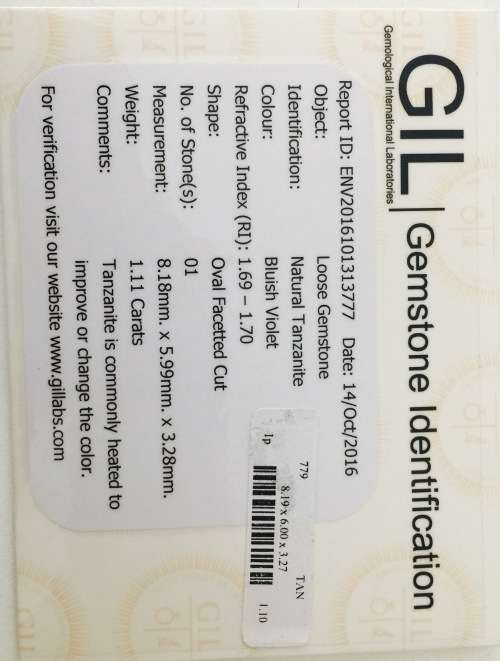 GIL | Gemstone Identification
Gemological International Laboratories
Report ID: ENV2016101313777 Date: 14/Oct/2016
Object: Loose Gemstone
Identification: Natural Tanzanite
Colour: Bluish Violet
Refractive Index (RI): 1.69 – 1.70
Shape: Oval Facetted Cut
No. of Stone(s): 01
Measurement: 8.18mm. x 5.99mm. x 3.28mm.
Weight: 1.11 Carats
Comments: Tanzanite is commonly heated to
improve or change the color.
For verification visit our website www.gillabs.com
779 TAN
8.19 x 6.00 x 3.27
1p 1.10